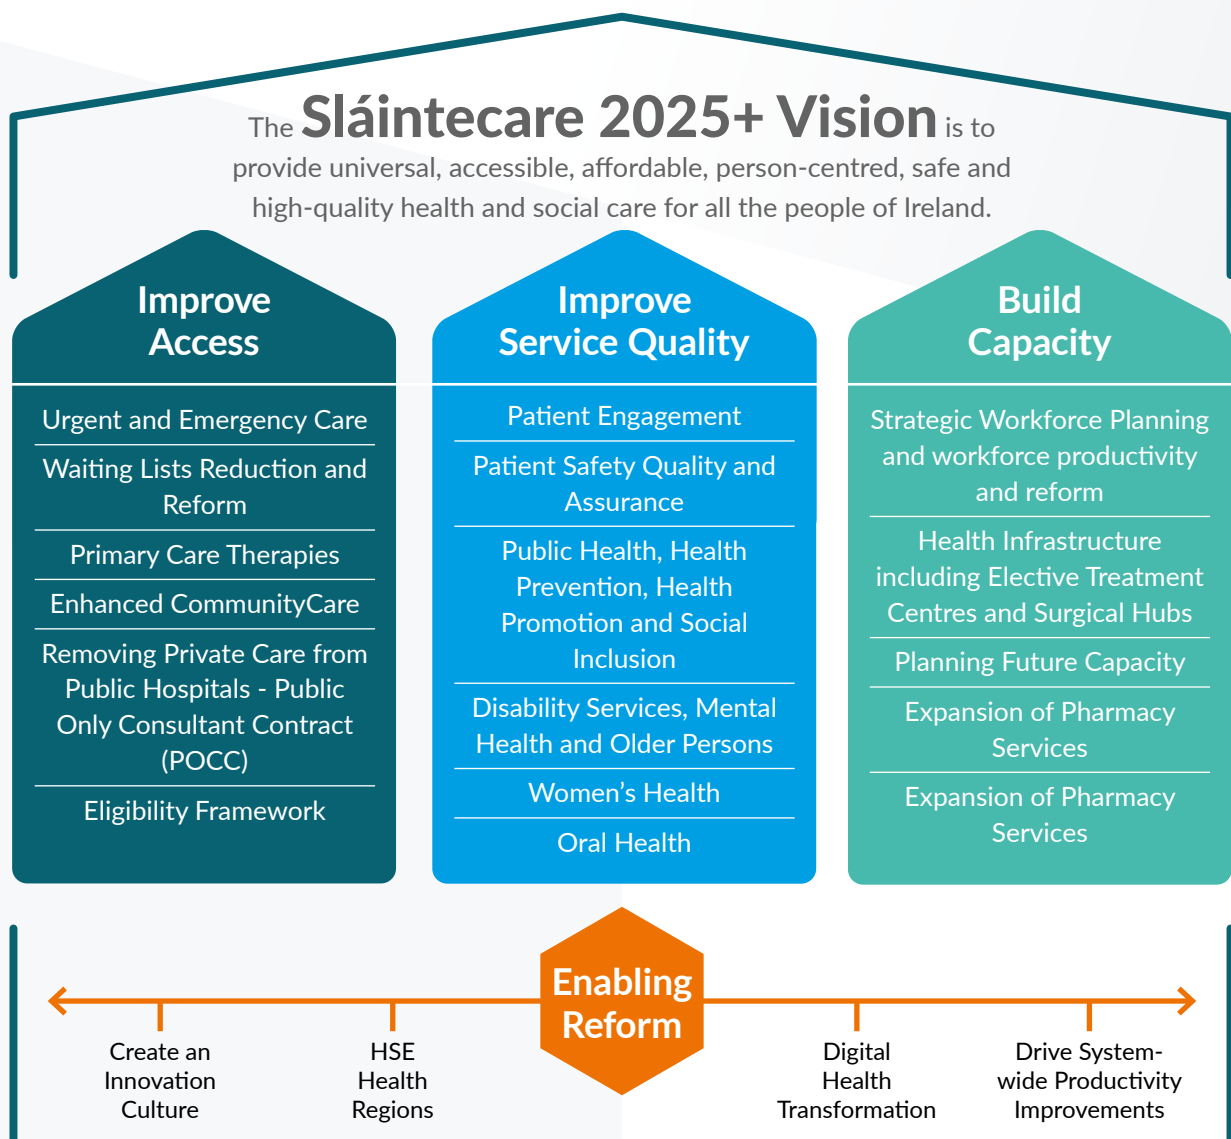 The Sláintecare 2025+ Vision is to
provide universal, accessible, affordable, person-centred, safe and
high-quality health and social care for all the people of Ireland.
Improve
Access
Urgent and Emergency Care
Waiting Lists Reduction and
Reform
Primary Care Therapies
Enhanced CommunityCare
Removing Private Care from
Public Hospitals - Public
Only Consultant Contract
(POCC)
Eligibility Framework
Improve
Service Quality
Patient Engagement
Patient Safety Quality and
Assurance
Public Health, Health
Prevention, Health
Promotion and Social
Inclusion
Disability Services, Mental
Health and Older Persons
Women’s Health
Oral Health
Build
Capacity
Strategic Workforce Planning
and workforce productivity
and reform
Health Infrastructure
including Elective Treatment
Centres and Surgical Hubs
Planning Future Capacity
Expansion of Pharmacy
Services
Expansion of Pharmacy
Services
Enabling
Reform
Create an
Innovation
Culture
HSE
Health
Regions
Digital
Health
Transformation
Drive System-
wide Productivity
Improvements